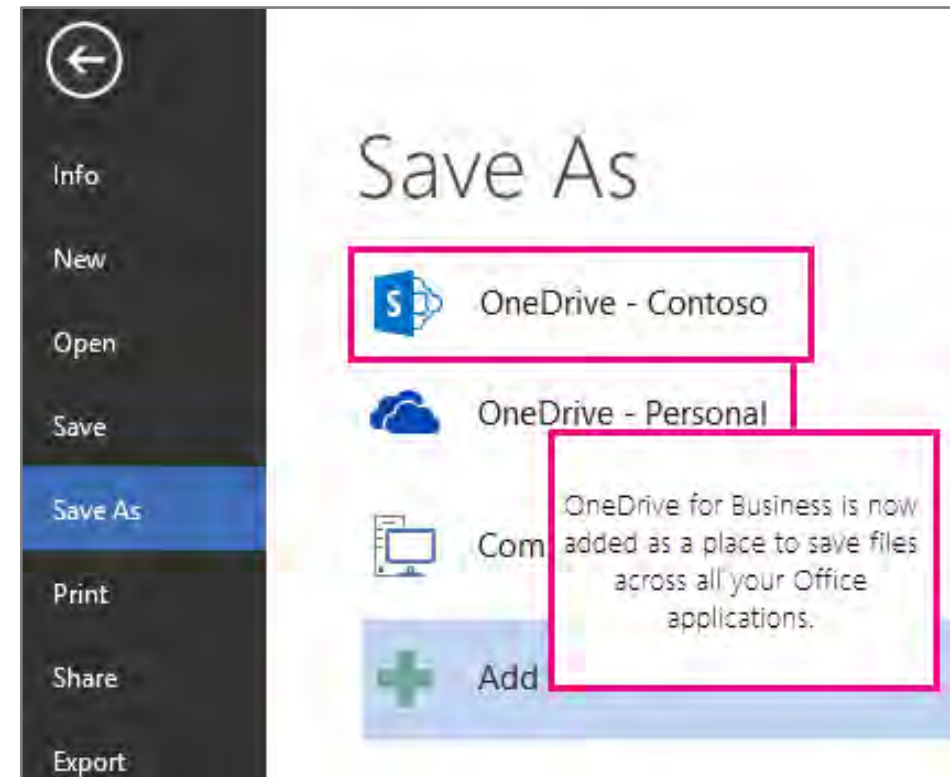 Info
New
Open
Save
Save As
Print
Share
Export
Save As
S
OneDrive - Contoso
OneDrive - Personal
Com
Add
OneDrive for Business is now
added as a place to save files
across all your Office
applications.